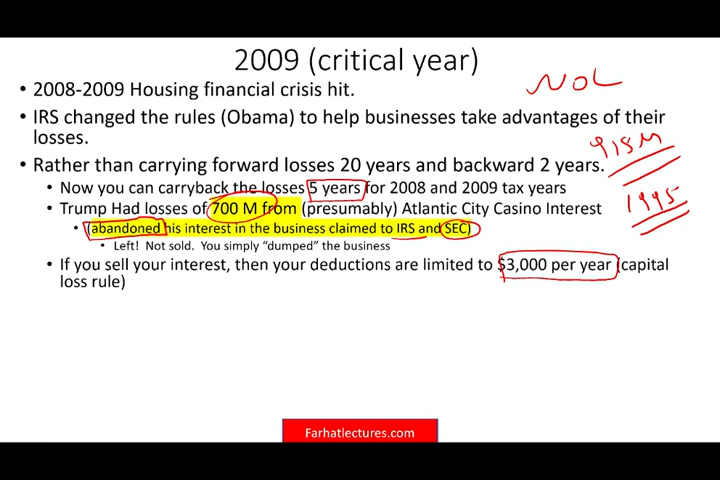 2009 (critical year)
NOL
• 2008-2009 Housing financial crisis hit.
• IRS changed the rules (Obama) to help businesses take advantages of their
losses.
915M
• Rather than carrying forward losses 20 years and backward 2 years.
• Now you can carryback the losses 5 years for 2008 and 2009 tax years
1995
• Trump Had losses of 700 M from (presumably) Atlantic City Casino Interest
• (abandoned his interest in the business claimed to IRS and SEC)
• Left! Not sold. You simply “dumped” the business
• If you sell your interest, then your deductions are limited to $3,000 per year (capital
loss rule)
Farhatlectures.com